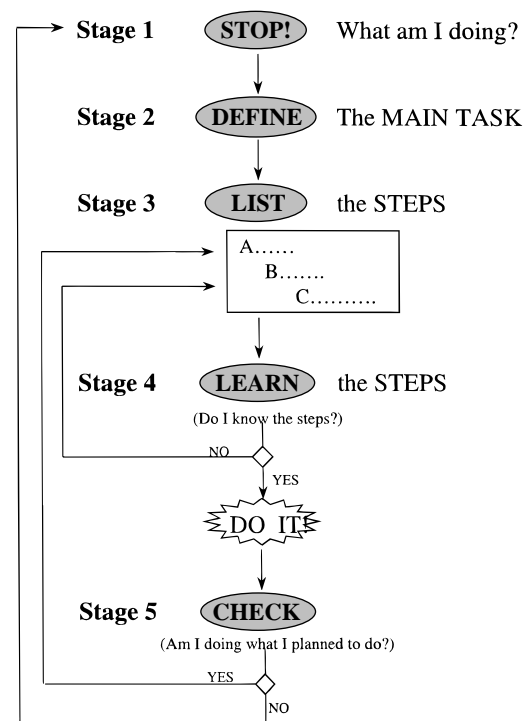 Stage 1 STOP! What am I doing?
Stage 2 DEFINE The MAIN TASK
Stage 3 LIST the STEPS
A......
B.......
C..........
Stage 4 LEARN the STEPS
(Do I know the steps?)
NO
YES
DO IT!
Stage 5 CHECK
(Am I doing what I planned to do?)
YES
NO